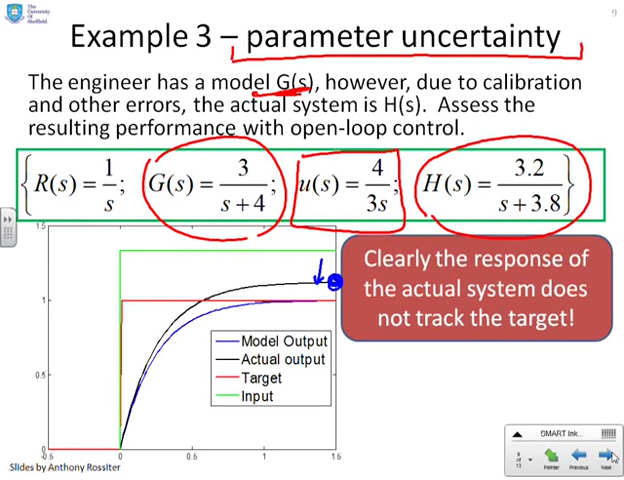 The
University
Of
Sheffield.
9
Example 3 – parameter uncertainty
The engineer has a model G(s), however, due to calibration
and other errors, the actual system is H(s). Assess the
resulting performance with open-loop control.
{R(s) = 1/s; G(s) = 3/(s + 4); u(s) = 4/(3s); H(s) = 3.2/(s + 3.8)}
1.5
1
0.5
0
-0.5 0 0.5 1 1.5
Model Output
Actual output
Target
Input
Clearly the response of
the actual system does
not track the target!
Slides by Anthony Rossiter
SMART Ink...
Pointer Previous Next